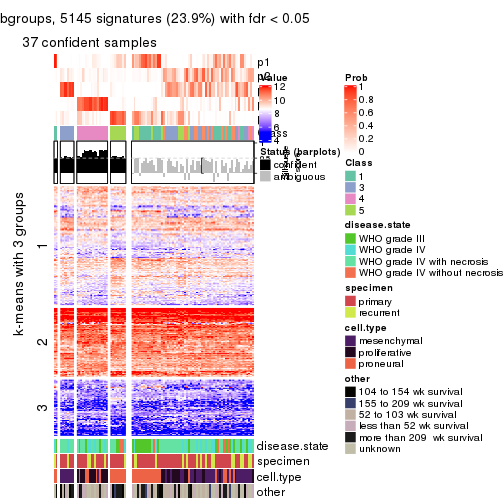 bgroups, 5145 signatures (23.9%) with fdr < 0.05
37 confident samples
p1
Value
12
10
8
6
4
Status (barplots)
confident
ambiguous
k-means with 3 groups
1
2
3
disease.state
specimen
cell.type
other
Prob
1
0.8
0.6
0.4
0.2
0
Class
1
3
4
5
disease.state
WHO grade III
WHO grade IV
WHO grade IV with necrosis
WHO grade IV without necrosis
specimen
primary
recurrent
cell.type
mesenchymal
proliferative
proneural
other
104 to 154 wk survival
155 to 209 wk survival
52 to 103 wk survival
less than 52 wk survival
more than 209  wk survival
unknown